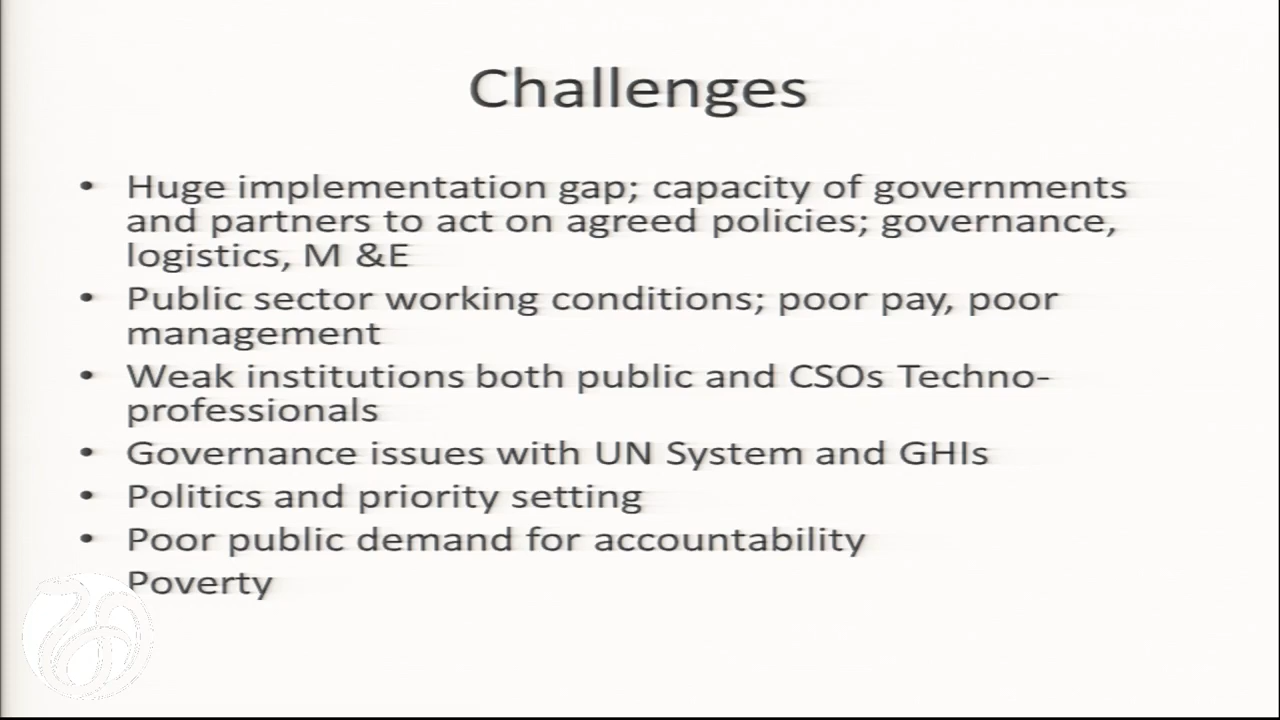 Challenges
• Huge implementation gap; capacity of governments
and partners to act on agreed policies; governance,
logistics, M &E
• Public sector working conditions; poor pay, poor
management
• Weak institutions both public and CSOs Techno-
professionals
• Governance issues with UN System and GHIs
• Politics and priority setting
• Poor public demand for accountability
Poverty